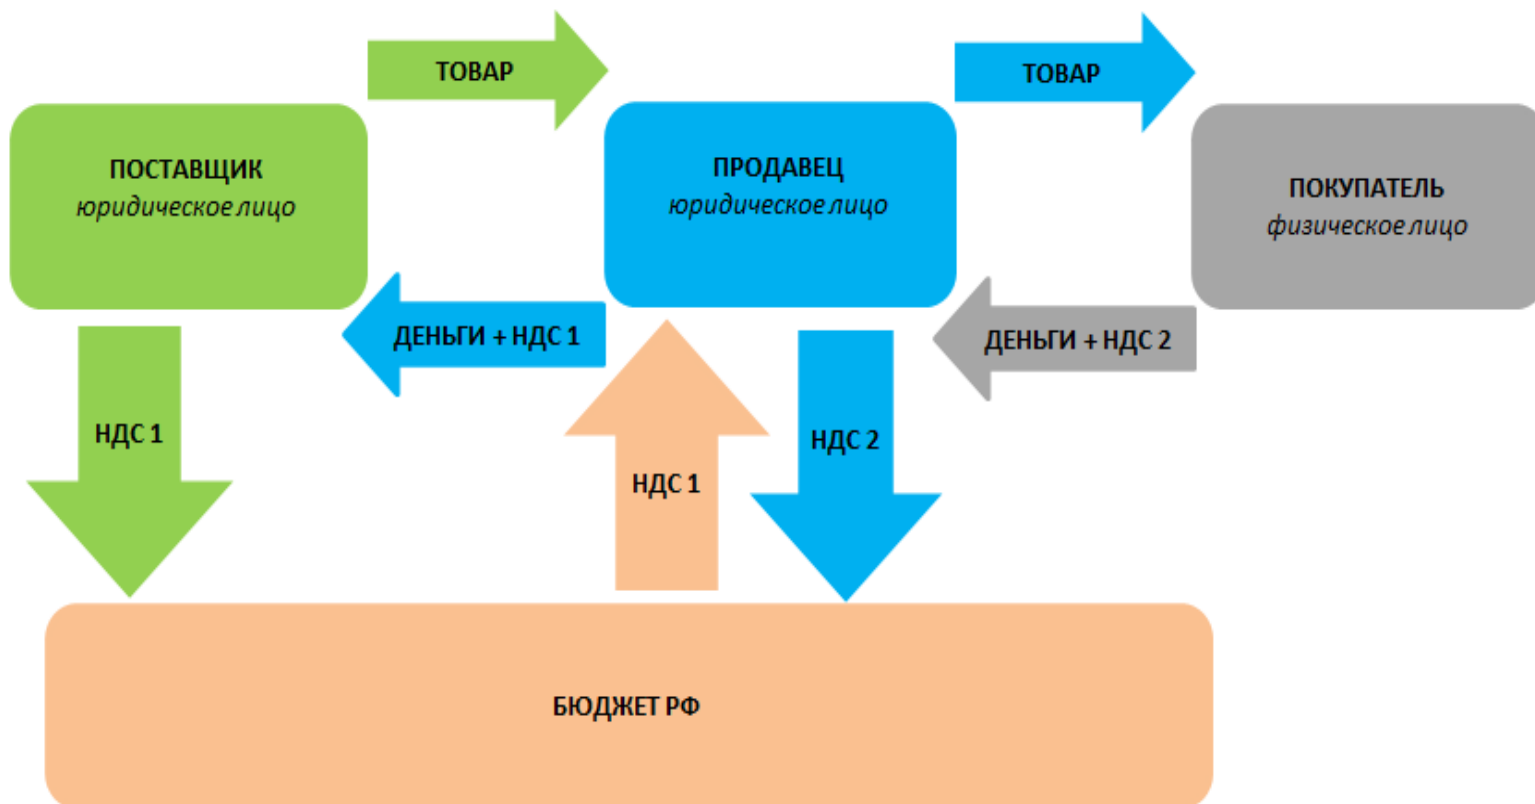 ТОВАР
ТОВАР
ПОСТАВЩИК
юридическое лицо
ПРОДАВЕЦ
юридическое лицо
ПОКУПАТЕЛЬ
физическое лицо
ДЕНЬГИ + НДС 1
ДЕНЬГИ + НДС 2
НДС 1
НДС 1
НДС 2
БЮДЖЕТ РФ